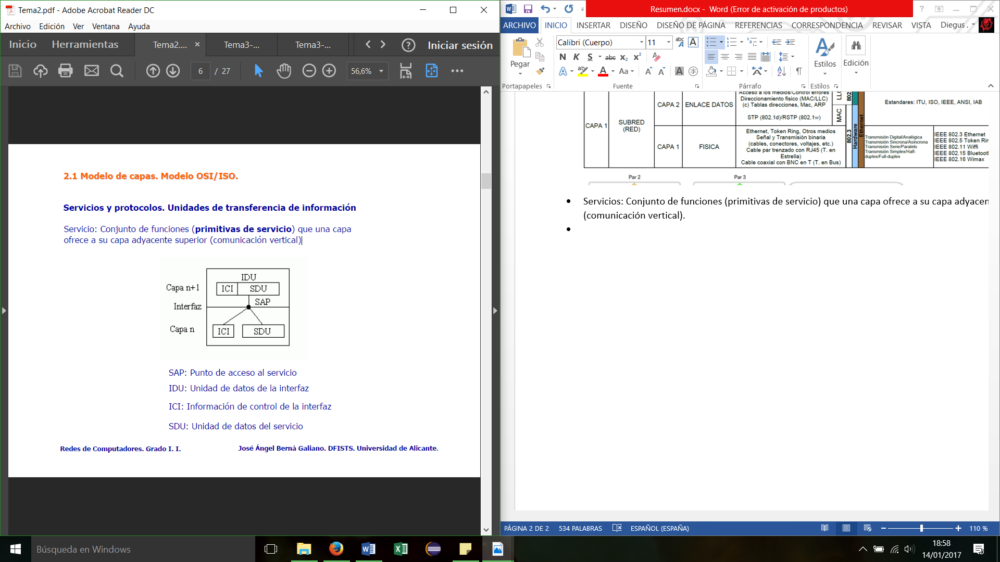 Tema2.pdf - Adobe Acrobat Reader DC
Archivo Edición Ver Ventana Ayuda
Inicio Herramientas Tema2.... × Tema3-... Tema3-... Iniciar sesión
6 / 27 56,6%
2.1 Modelo de capas. Modelo OSI/ISO.
Servicios y protocolos. Unidades de transferencia de información
Servicio: Conjunto de funciones (primitivas de servicio) que una capa
ofrece a su capa adyacente superior (comunicación vertical)
IDU
Capa n+1 ICI SDU
SAP
Interfaz
Capa n ICI SDU
SAP: Punto de acceso al servicio
IDU: Unidad de datos de la interfaz
ICI: Información de control de la interfaz
SDU: Unidad de datos del servicio
Redes de Computadores. Grado I. I. José Ángel Berná Galiano. DFISTS. Universidad de Alicante.
Resumen.docx - Word (Error de activación de productos)
ARCHIVO INICIO INSERTAR DISEÑO DISEÑO DE PÁGINA REFERENCIAS CORRESPONDENCIA REVISAR VISTA Diegus .
Pegar
Calibri (Cuerpo) 11
N K S abc X₂ X²
Aa
Estilos
Edición
Portapapeles Fuente Párrafo Estilos
Acceso a los medios/Control errores
Direccionamiento fisico (MAC/LLC)
(c) Tablas direcciones, Mac, ARP
STP (802.1d)/RSTP (802.1w)
CAPA 2 ENLACE DATOS
LLC
802
MAC
Estandares: ITU, ISO, IEEE, ANSI, IAB
CAPA 1
SUBRED
(RED)
CAPA 1 FISICA
Ethernet, Token Ring, Otros medios
Señal y Transmisión binaria
(cables, conectores, voltajes, etc.)
Cable par trenzado con RJ45 (T. en
Estrella)
Cable coaxial con BNC en T (T. en Bus)
802.3
Hardware
Ethernet
Transmisión Digital/Analógica
Transmisión Sincrona/Asíncrona
Transmisión Serie/Paralelo
Transmisión Simplex/Half-
duplex/Full-duplex
IEEE 802.3 Ethernet
IEEE 802.5 Token Rin
IEEE 802.11 Wiffi
IEEE 802.15 Bluetoot
IEEE 802.16 Wimax
Par 2 Par 3
• Servicios: Conjunto de funciones (primitivas de servicio) que una capa ofrece a su capa adyacen
(comunicación vertical).
•
PÁGINA 2 DE 2 534 PALABRAS ESPAÑOL (ESPAÑA) 110 %
Búsqueda en Windows
18:58
14/01/2017